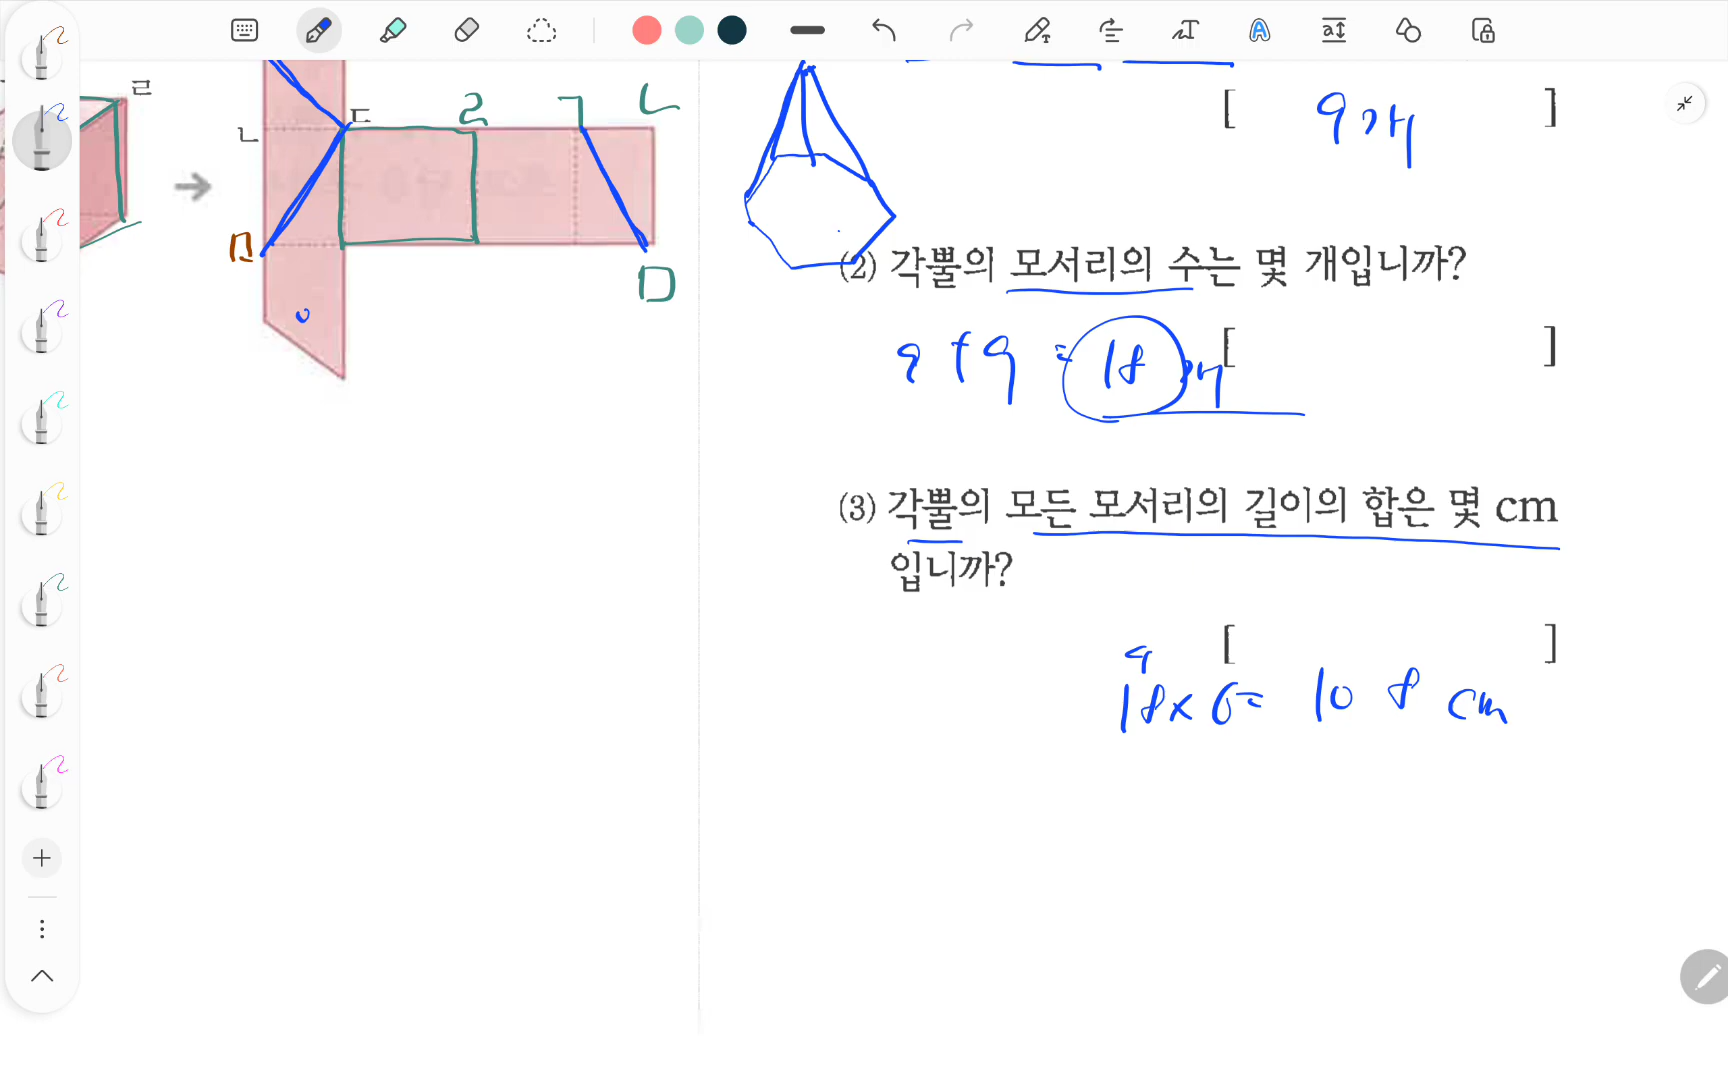 ㄹ
ㄷ ㄹ ㄱ ㄴ
ㄴ
ㅁ
ㅁ
[ 9개 ]
(2) 각뿔의 모서리의 수는 몇 개입니까?
9+9=18개 [ ]
(3) 각뿔의 모든 모서리의 길이의 합은 몇 cm
입니까?
[ ]
4
18×6= 108 cm